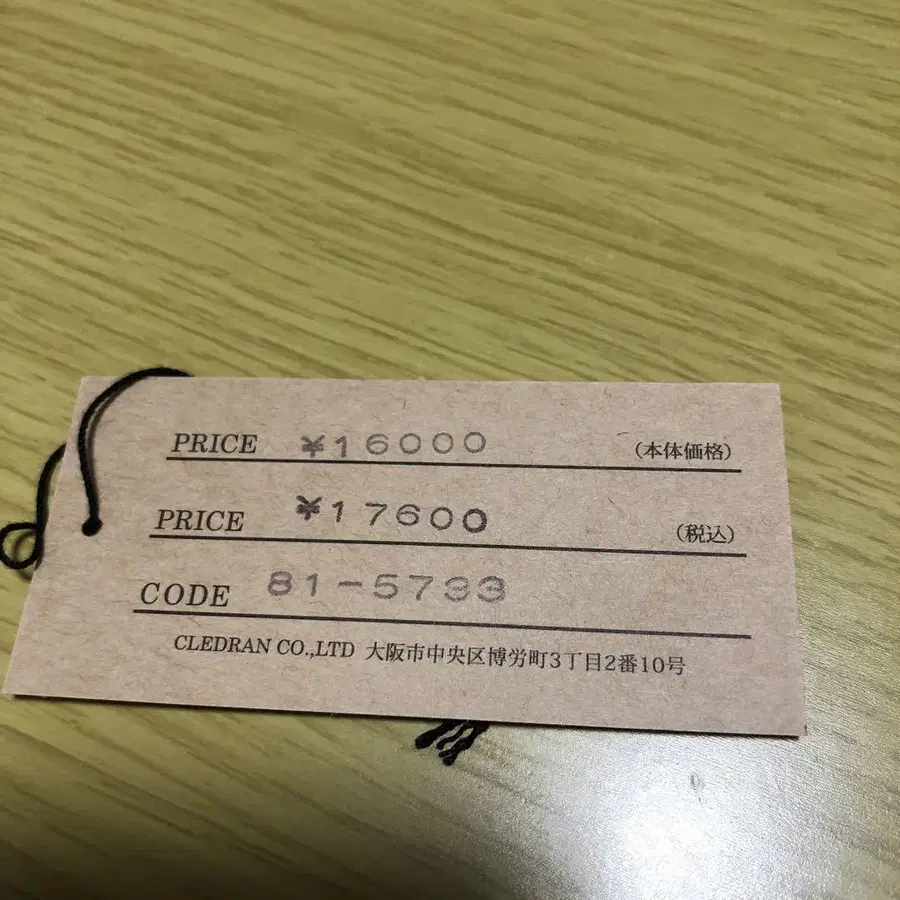 PRICE ¥16000 (本体価格)
PRICE ¥17600 (税込)
CODE 81-5733
CLEDRAN CO.,LTD 大阪市中央区博労町3丁目2番10号